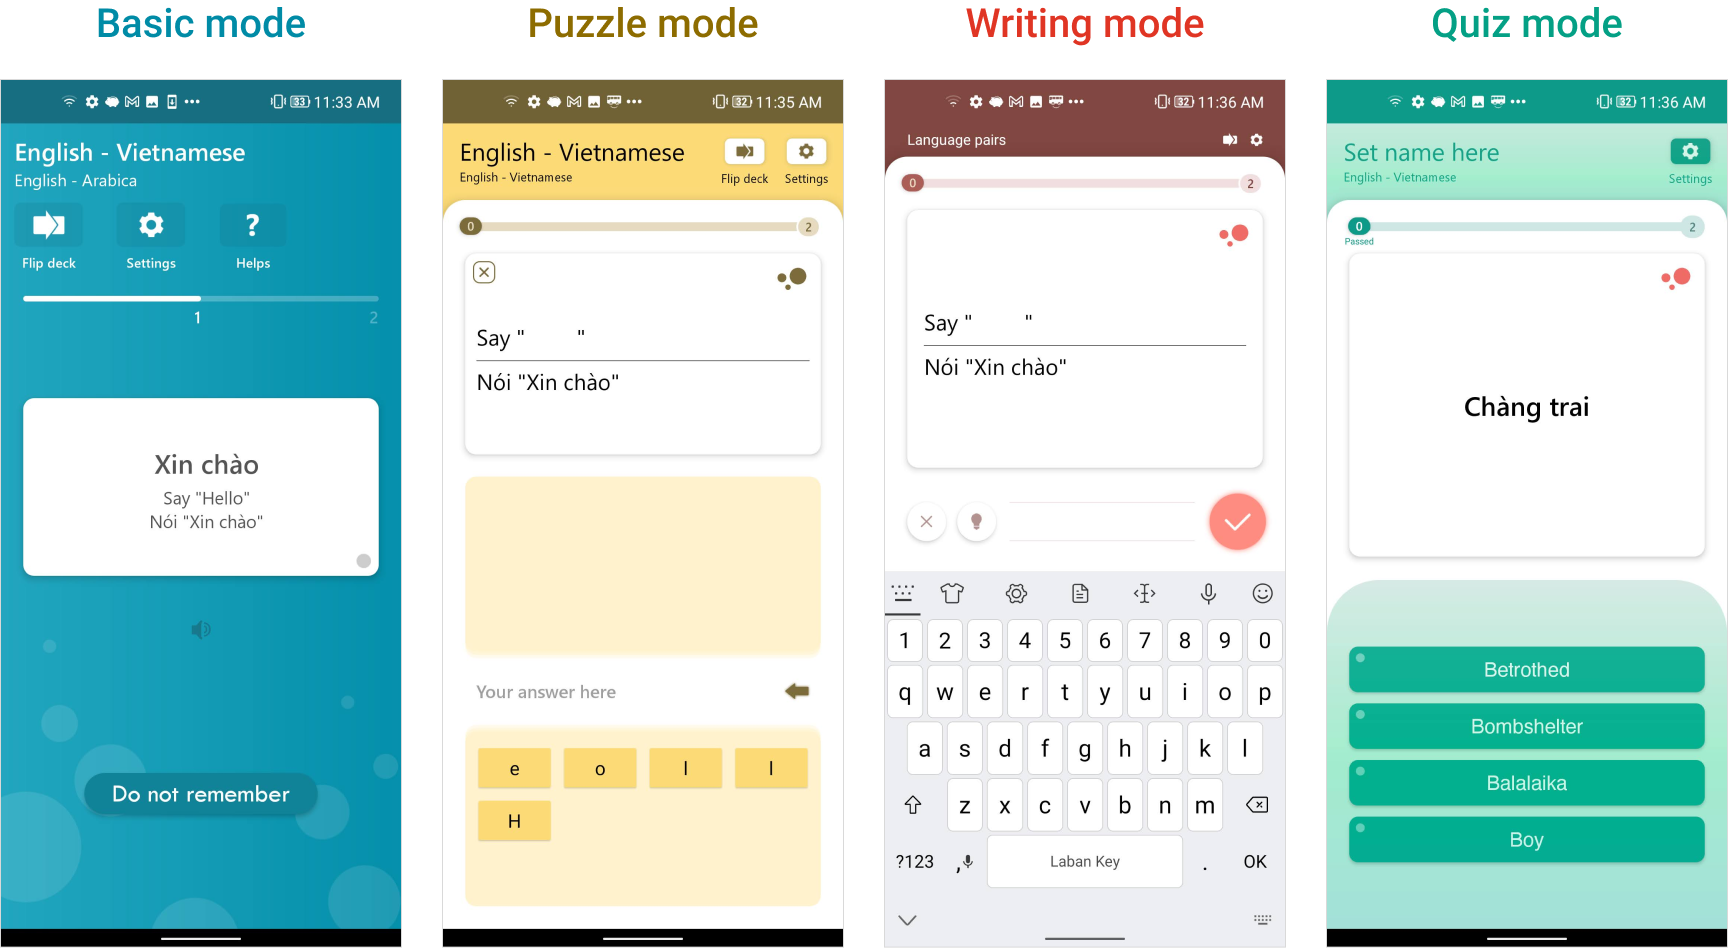 Basic mode
33 11:33 AM
English - Vietnamese
English - Arabica
Flip deck Settings ? Helps
1 2
Xin chào
Say "Hello"
Nói "Xin chào"
Do not remember
Puzzle mode
32 11:35 AM
English - Vietnamese
English - Vietnamese
Flip deck Settings
0 2
Say " "
Nói "Xin chào"
Your answer here
e o l l
H
Writing mode
32 11:36 AM
Language pairs
0 2
Say " "
Nói "Xin chào"
1 2 3 4 5 6 7 8 9 0
q w e r t y u i o p
a s d f g h j k l
z x c v b n m
?123 , Laban Key . OK
Quiz mode
32 11:36 AM
Set name here
English - Vietnamese
Settings
0 2
Passed
Chàng trai
Betrothed
Bombshelter
Balalaika
Boy